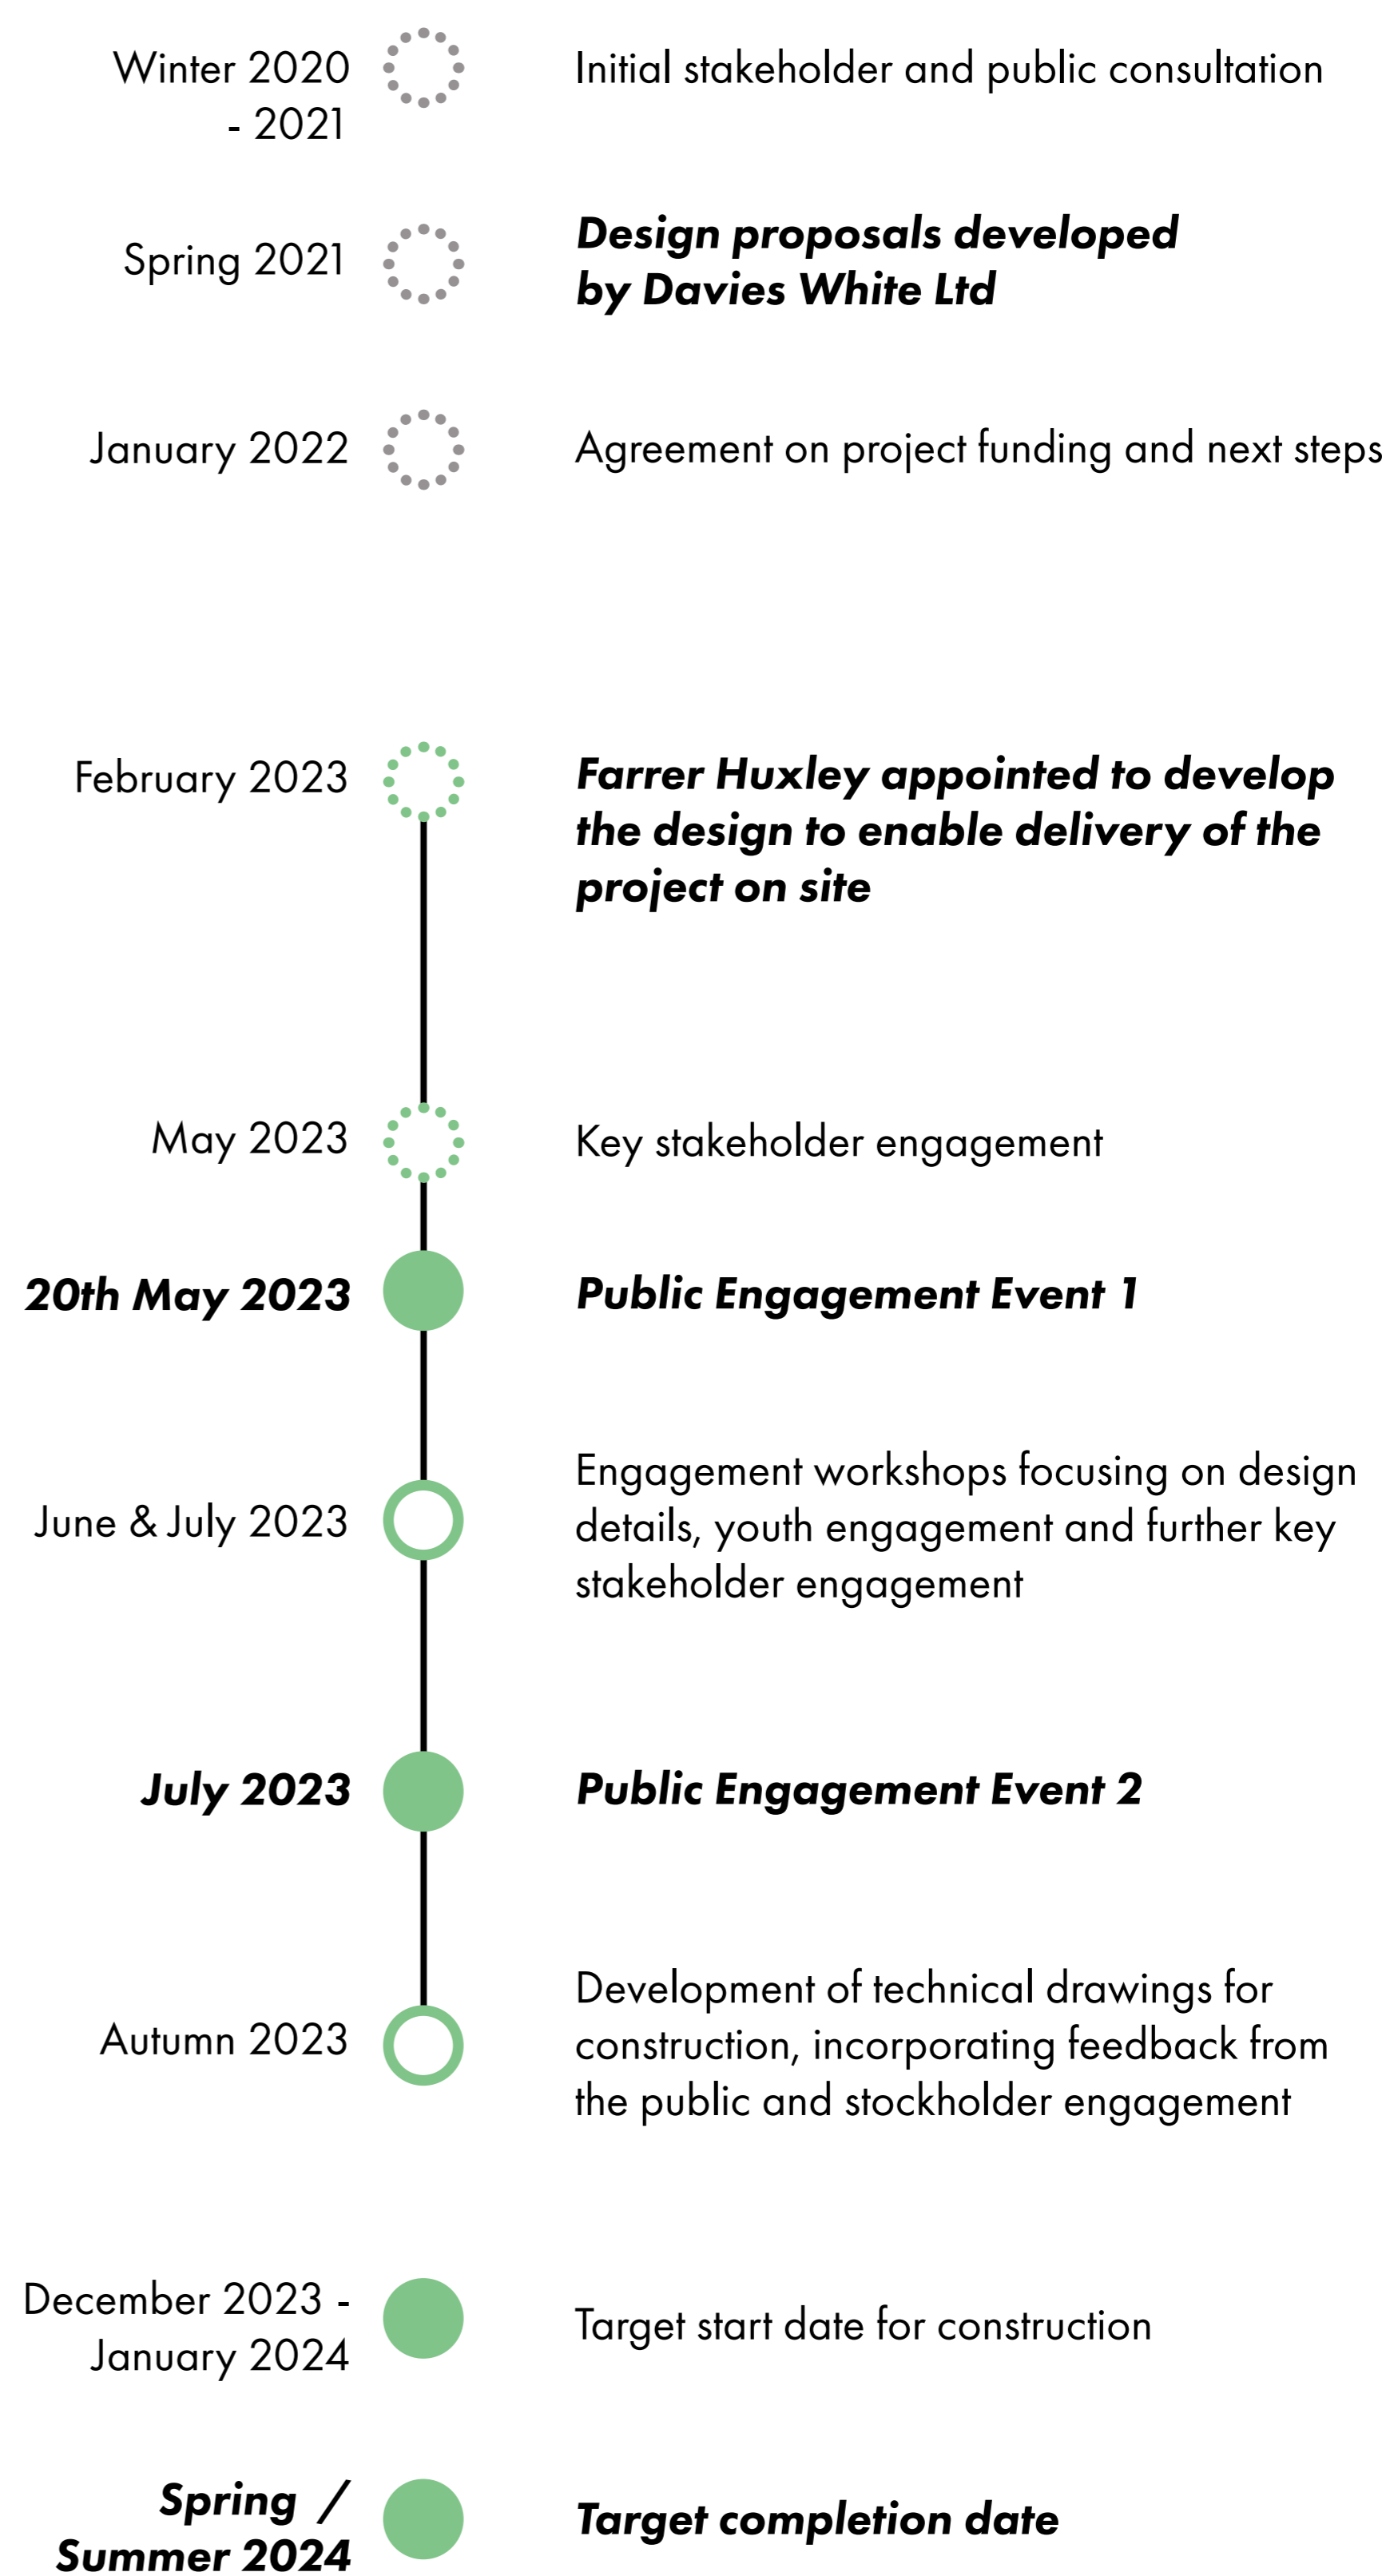 Winter 2020
- 2021
Initial stakeholder and public consultation
Spring 2021
Design proposals developed
by Davies White Ltd
January 2022
Agreement on project funding and next steps
February 2023
Farrer Huxley appointed to develop
the design to enable delivery of the
project on site
May 2023
Key stakeholder engagement
20th May 2023
Public Engagement Event 1
June & July 2023
Engagement workshops focusing on design
details, youth engagement and further key
stakeholder engagement
July 2023
Public Engagement Event 2
Autumn 2023
Development of technical drawings for
construction, incorporating feedback from
the public and stockholder engagement
December 2023 -
January 2024
Target start date for construction
Spring /
Summer 2024
Target completion date